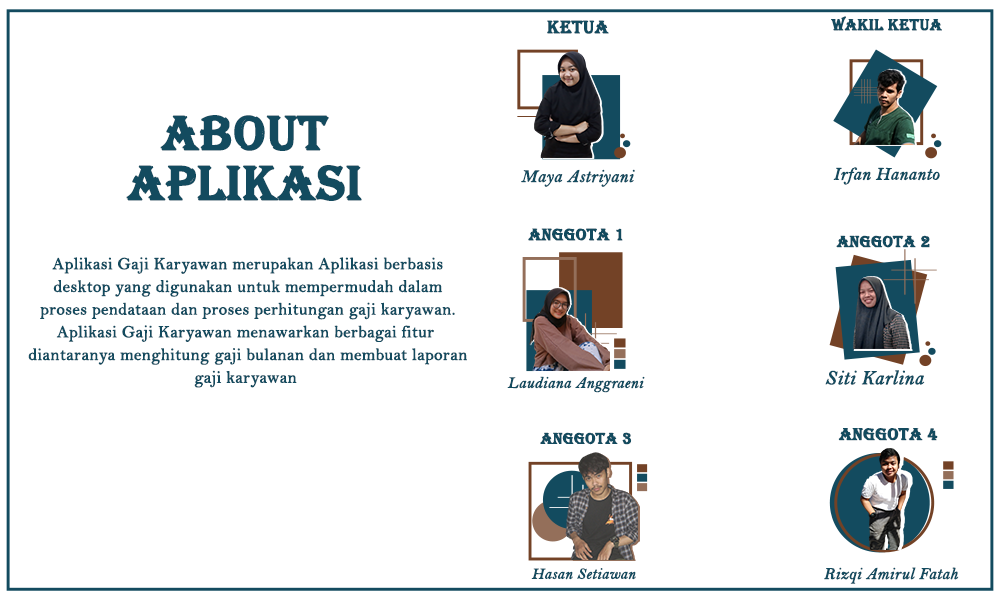 ABOUT
APLIKASI
Aplikasi Gaji Karyawan merupakan Aplikasi berbasis
desktop yang digunakan untuk mempermudah dalam
proses pendataan dan proses perhitungan gaji karyawan.
Aplikasi Gaji Karyawan menawarkan berbagai fitur
diantaranya menghitung gaji bulanan dan membuat laporan
gaji karyawan
KETUA
Maya Astriyani
WAKIL KETUA
Irfan Hananto
ANGGOTA 1
Laudiana Anggraeni
ANGGOTA 2
Siti Karlina
ANGGOTA 3
Hasan Setiawan
ANGGOTA 4
Rizqi Amirul Fatah